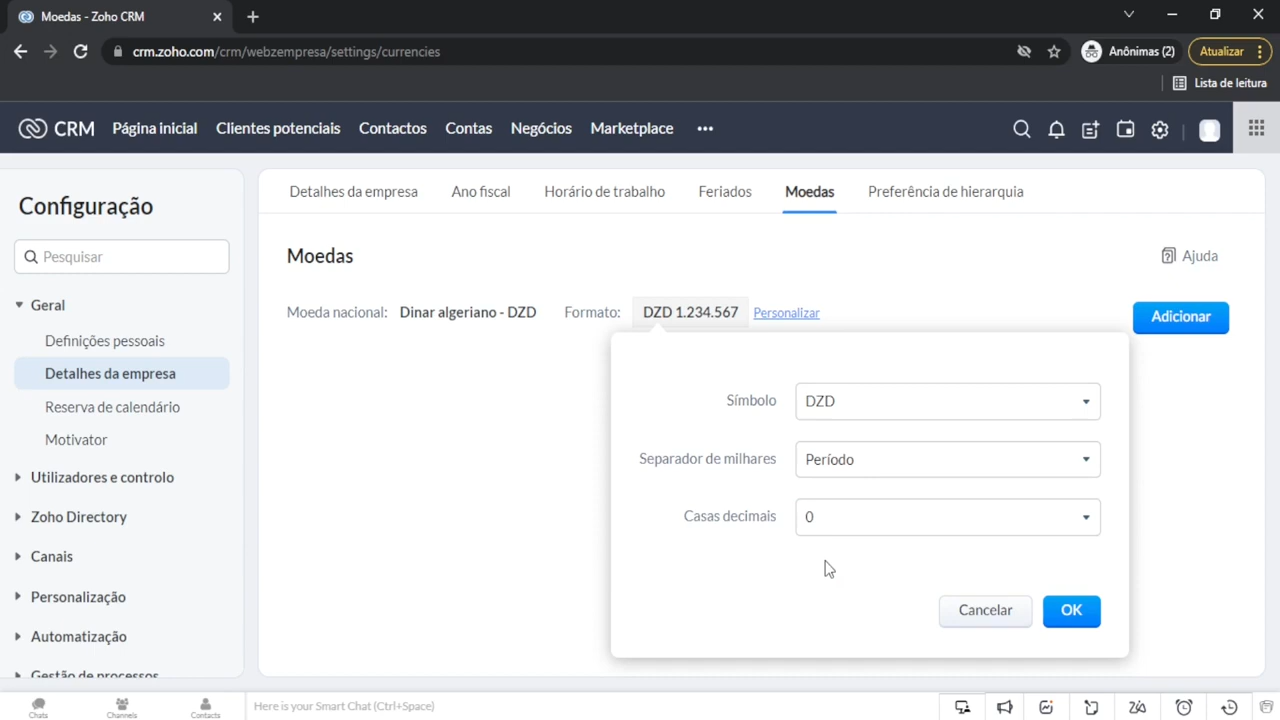 Moedas - Zoho CRM
crm.zoho.com/crm/webzempresa/settings/currencies
Anônimas (2)
Atualizar
Lista de leitura
CRM
Página inicial
Clientes potenciais
Contactos
Contas
Negócios
Marketplace
Configuração
Pesquisar
Geral
Definições pessoais
Detalhes da empresa
Reserva de calendário
Motivator
Utilizadores e controlo
Zoho Directory
Canais
Personalização
Automatização
Gestão de processos
Detalhes da empresa
Ano fiscal
Horário de trabalho
Feriados
Moedas
Preferência de hierarquia
Moedas
Ajuda
Moeda nacional: Dinar algeriano - DZD Formato: DZD 1.234.567 Personalizar
Adicionar
Símbolo DZD
Separador de milhares Período
Casas decimais 0
Cancelar
OK
Chats
Channels
Contacts
Here is your Smart Chat (Ctrl+Space)